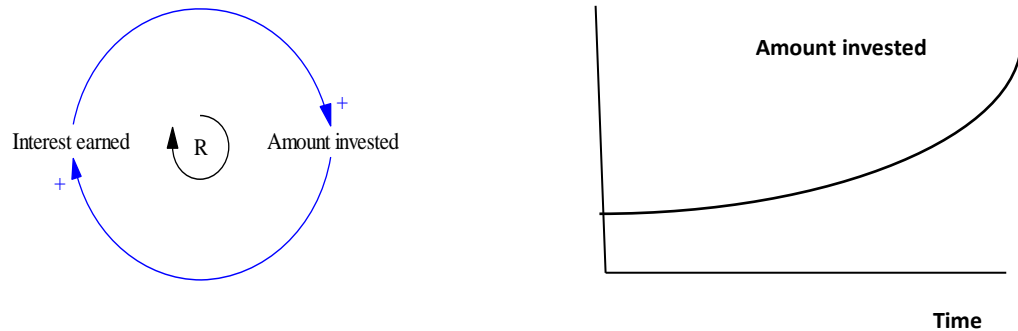 Amount invested
+
Interest earned
R
Amount invested
+
Time